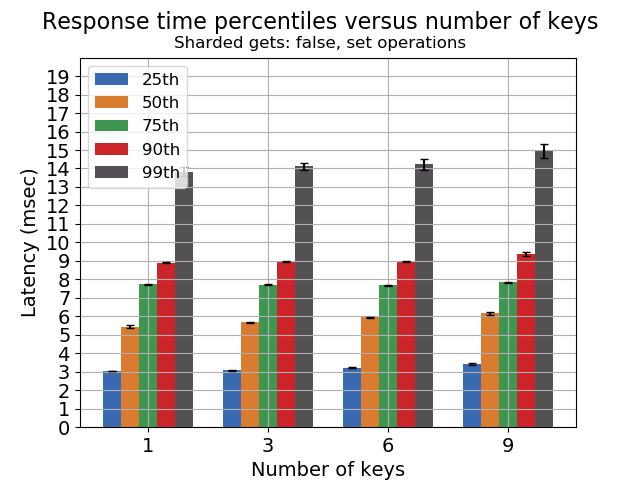 Response time percentiles versus number of keys
Sharded gets: false, set operations
19
18
17
16
15
14
13
12
11
10
9
8
7
6
5
4
3
2
1
0
Latency (msec)
25th
50th
75th
90th
99th
1 3 6 9
Number of keys